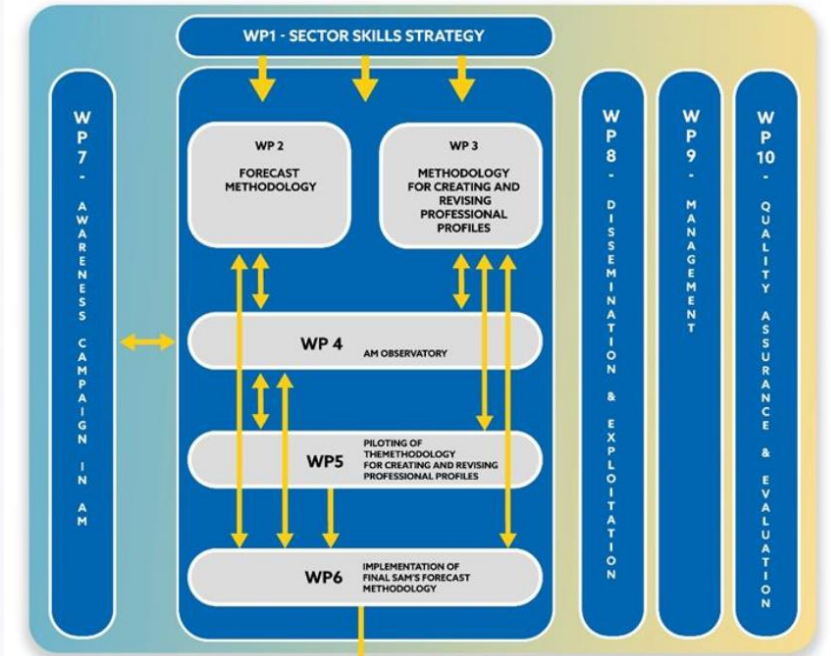 WP1 - SECTOR SKILLS STRATEGY
WP7 - AWARENESS CAMPAIGN IN AM
WP 2
FORECAST
METHODOLOGY
WP 3
METHODOLOGY
FOR CREATING AND
REVISING
PROFESSIONAL
PROFILES
WP 4 AM OBSERVATORY
WP5
PILOTING OF
THEMETHODOLOGY
FOR CREATING AND REVISING
PROFESSIONAL PROFILES
WP6
IMPLEMENTATION OF
FINAL SAM'S FORECAST
METHODOLOGY
WP8 - DISSEMINATION & EXPLOITATION
WP9 - MANAGEMENT
WP10 - QUALITY ASSURANCE & EVALUATION